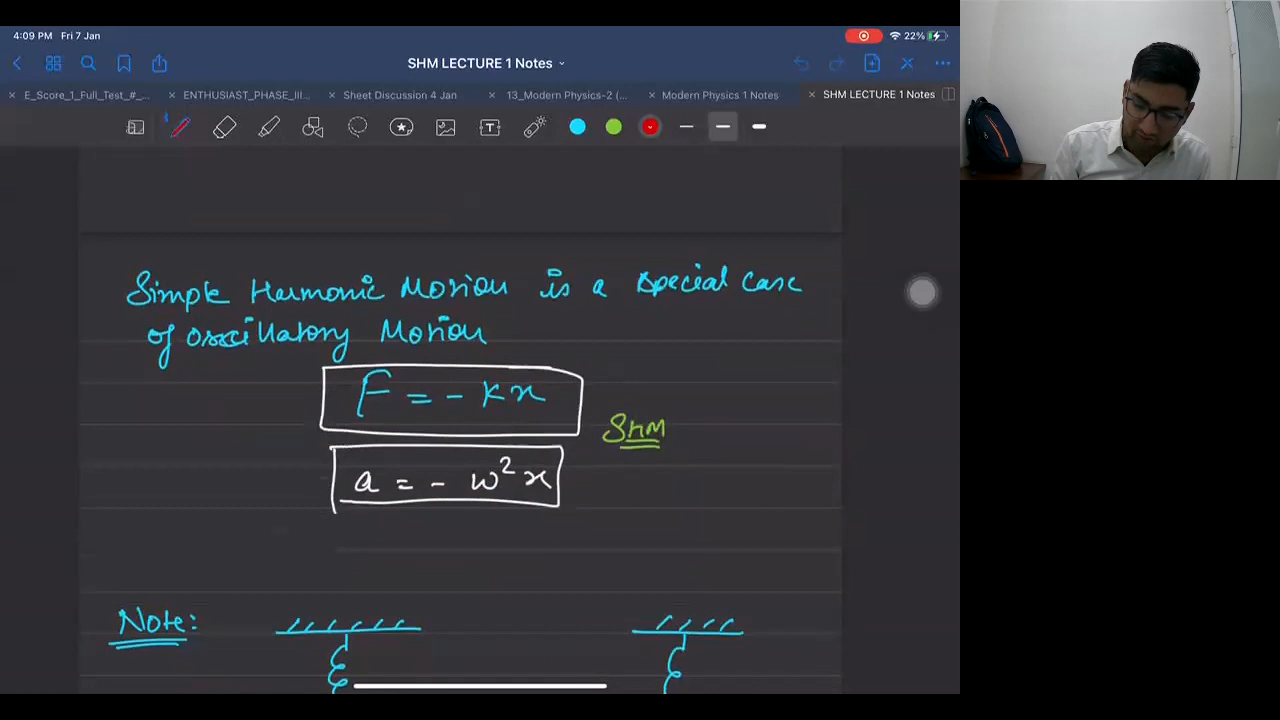 4:09 PM Fri 7 Jan
22%
SHM LECTURE 1 Notes
E_Score_1_Full_Test_#_...
ENTHUSIAST_PHASE_III...
Sheet Discussion 4 Jan
13_Modern Physics-2 (...
Modern Physics 1 Notes
SHM LECTURE 1 Notes
Simple Harmonic Motion is a special case
of osscillatory Motion
F = - Kx
SHM
a = - ω²x
Note: